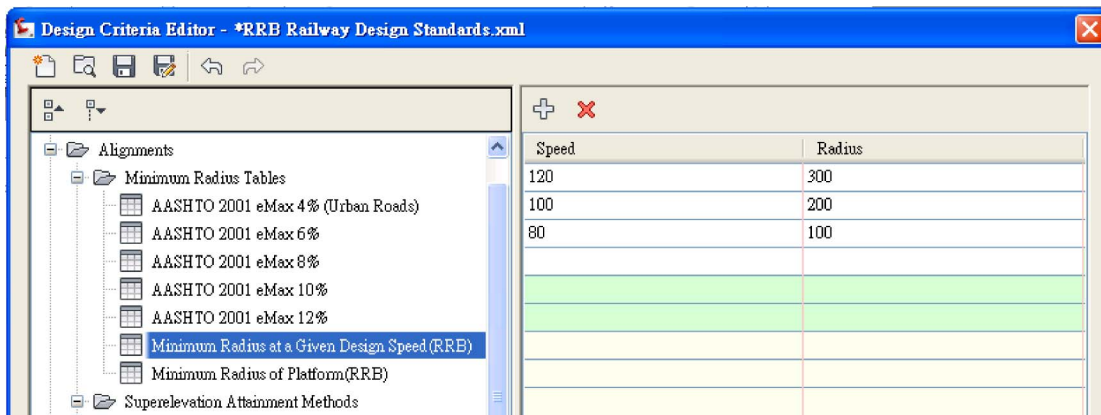 Design Criteria Editor - *RRB Railway Design Standards.xml
Alignments
Minimum Radius Tables
AASHTO 2001 eMax 4% (Urban Roads)
AASHTO 2001 eMax 6%
AASHTO 2001 eMax 8%
AASHTO 2001 eMax 10%
AASHTO 2001 eMax 12%
Minimum Radius at a Given Design Speed(RRB)
Minimum Radius of Platform(RRB)
Superelevation Attainment Methods
Speed Radius
120 300
100 200
80 100